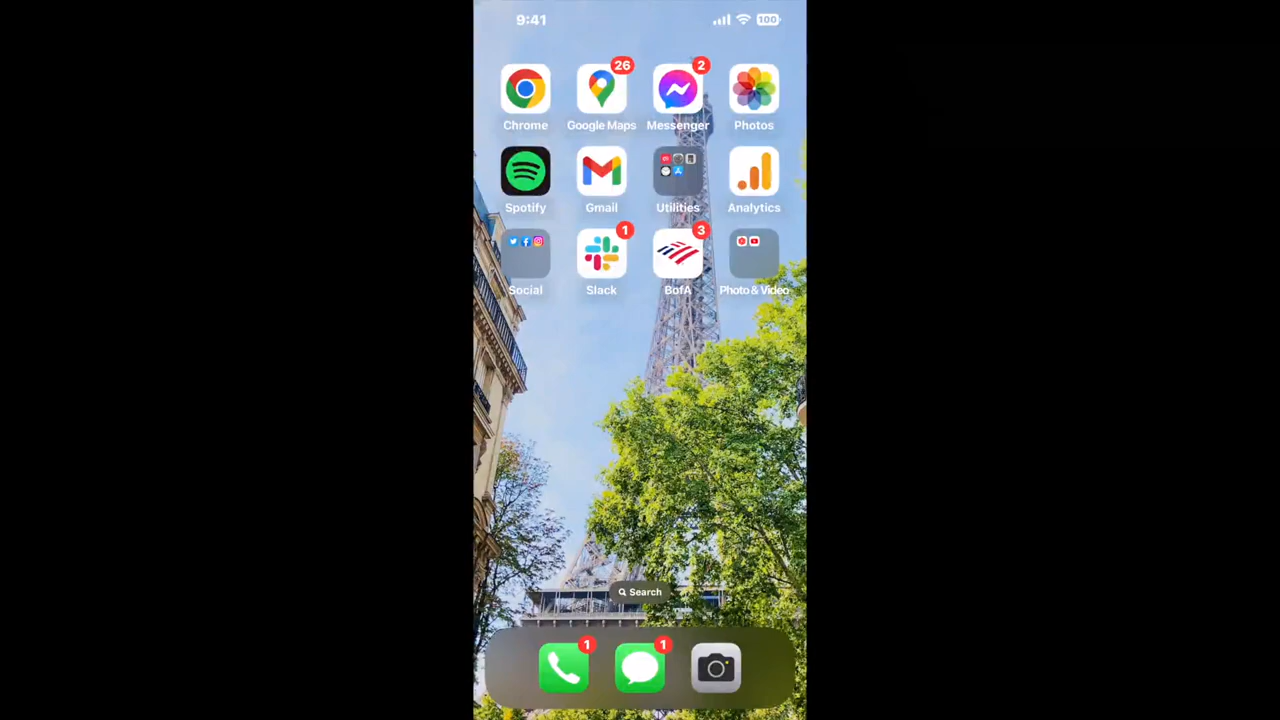 9:41
100
26
2
Chrome
Google Maps
Messenger
Photos
Spotify
Gmail
Utilities
Analytics
1
3
Social
Slack
BofA
Photo & Video
Search
1
1